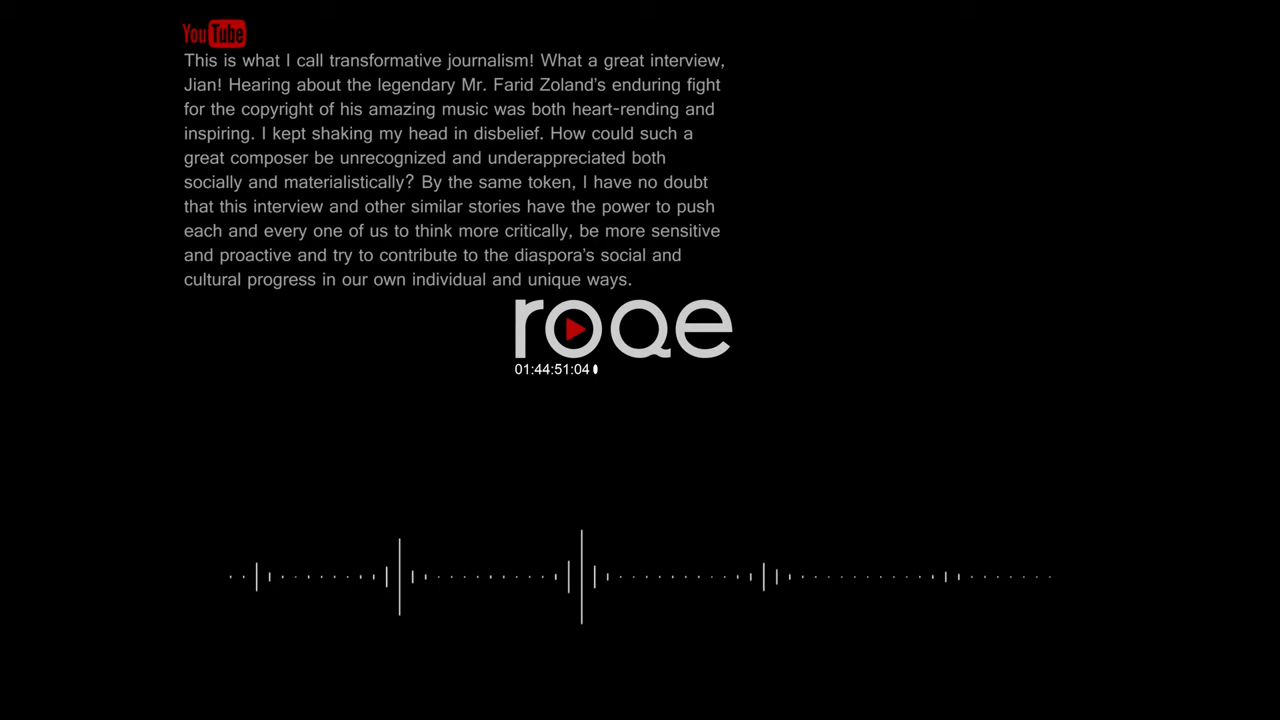 YouTube
This is what I call transformative journalism! What a great interview,
Jian! Hearing about the legendary Mr. Farid Zoland's enduring fight
for the copyright of his amazing music was both heart-rending and
inspiring. I kept shaking my head in disbelief. How could such a
great composer be unrecognized and underappreciated both
socially and materialistically? By the same token, I have no doubt
that this interview and other similar stories have the power to push
each and every one of us to think more critically, be more sensitive
and proactive and try to contribute to the diaspora's social and
cultural progress in our own individual and unique ways.
roqe
01:44:51:04